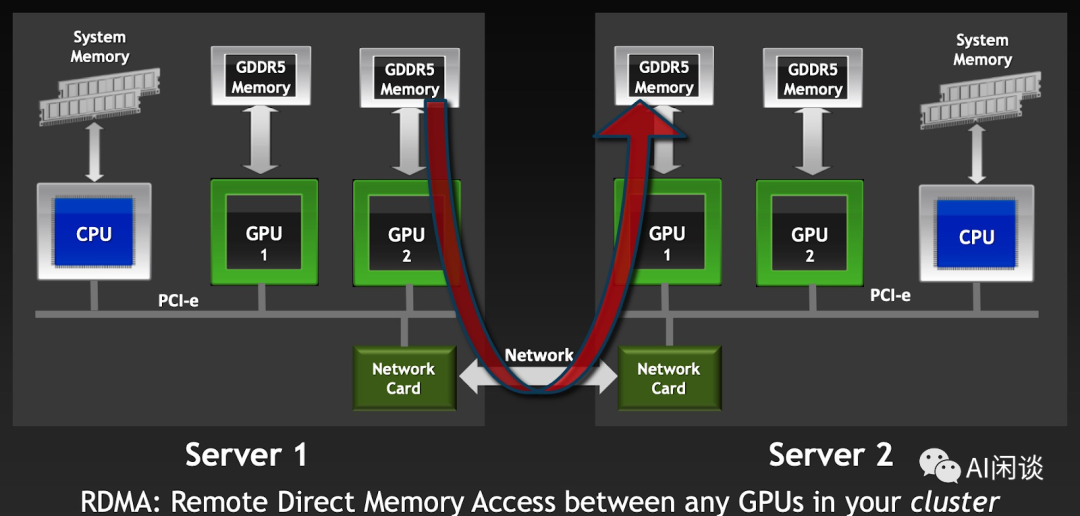 System
Memory
GDDR5
Memory
GDDR5
Memory
CPU
GPU
1
GPU
2
PCI-e
Network
Card
Network
GDDR5
Memory
GDDR5
Memory
System
Memory
GPU
1
GPU
2
CPU
PCI-e
Network
Card
Server 1
Server 2
AI闲谈
RDMA: Remote Direct Memory Access between any GPUs in your cluster